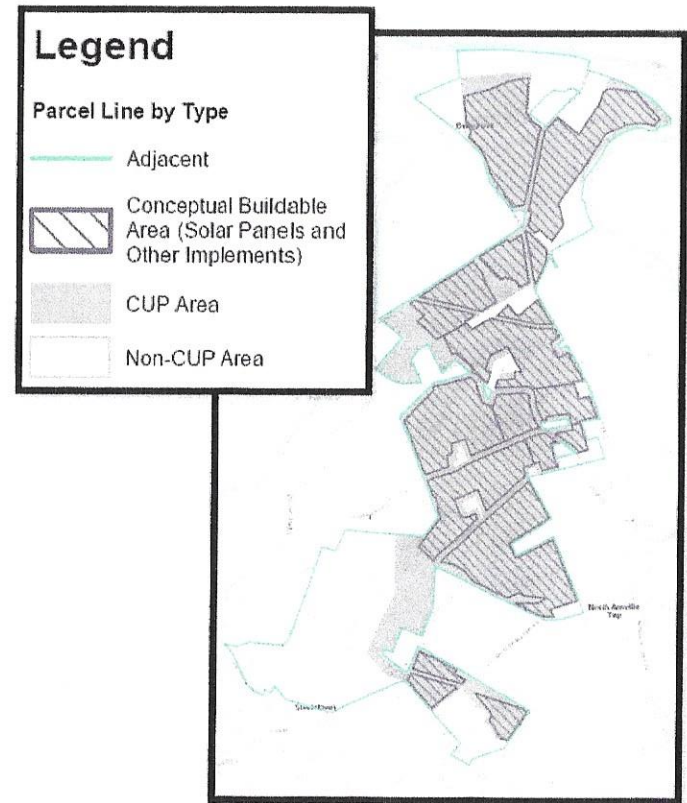 Legend
Parcel Line by Type
Adjacent
Conceptual Buildable
Area (Solar Panels and
Other Implements)
CUP Area
Non-CUP Area
North Annville
Twp